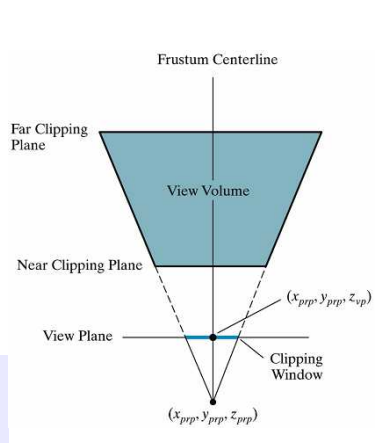 Frustum Centerline
Far Clipping
Plane
View Volume
Near Clipping Plane
(x_prp, y_prp, z_vp)
View Plane
Clipping
Window
(x_prp, y_prp, z_prp)